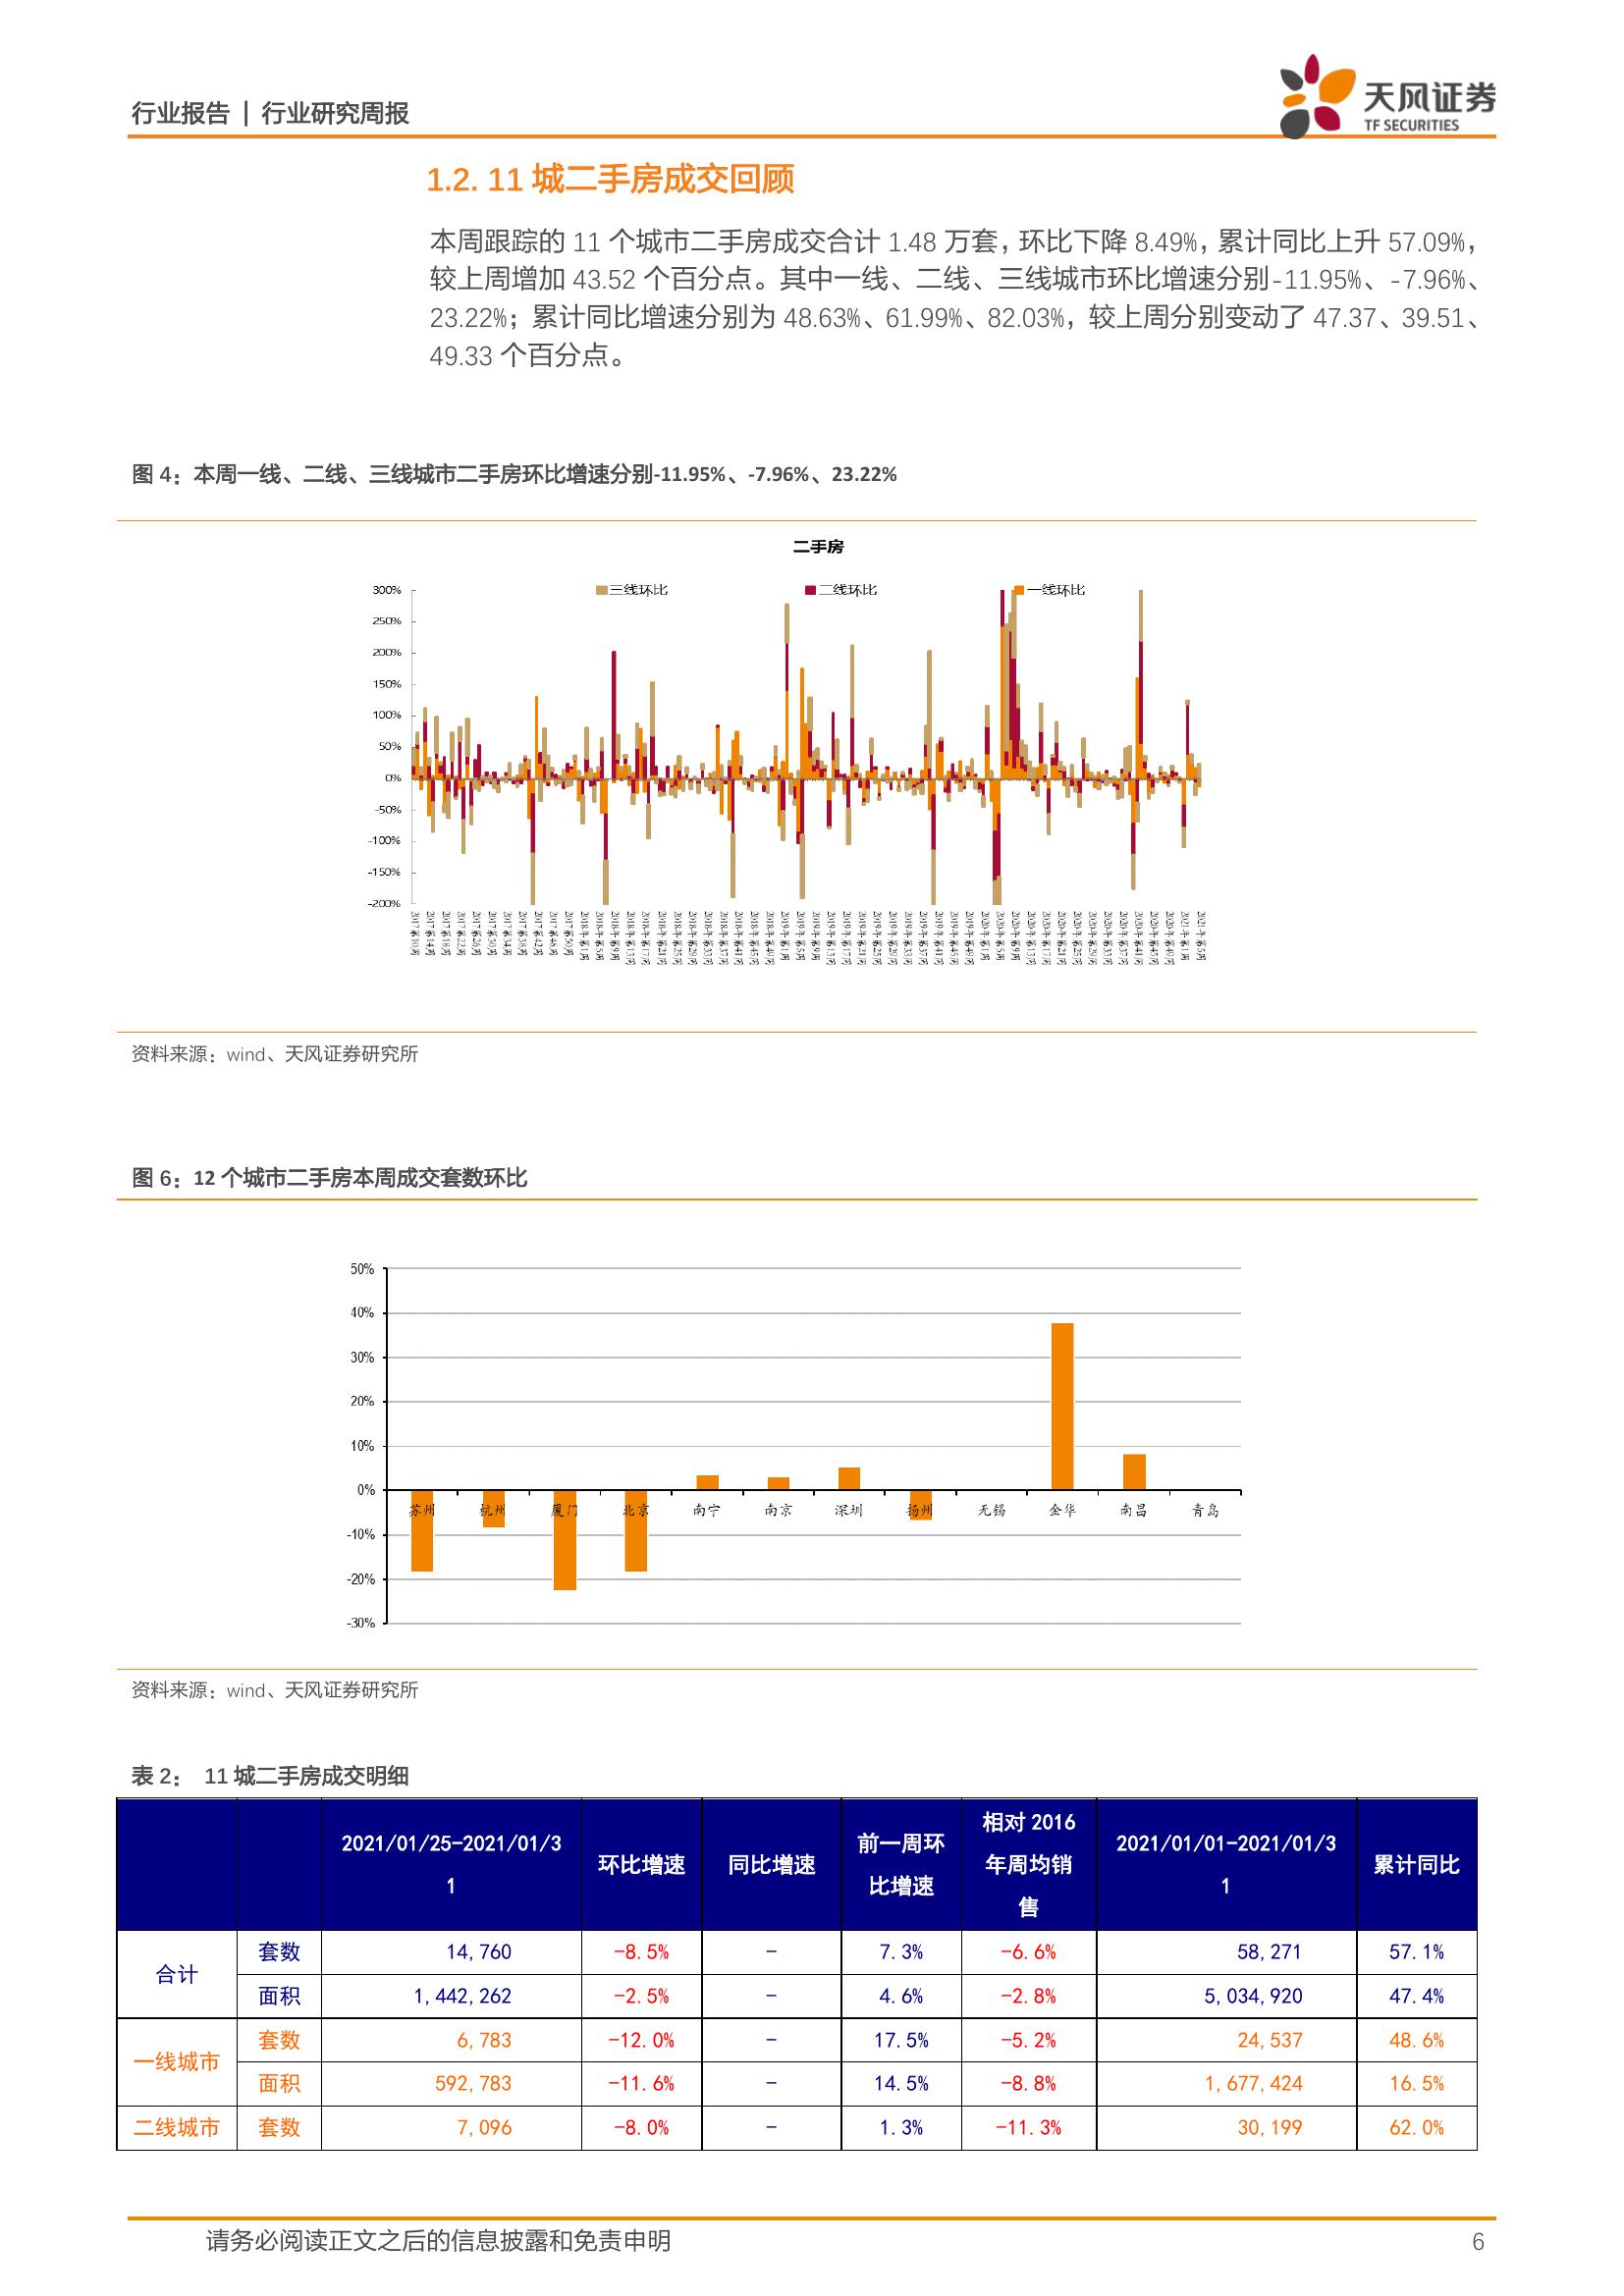 行业报告 | 行业研究周报
天风证券
TF SECURITIES
1.2. 11 城二手房成交回顾
本周跟踪的 11 个城市二手房成交合计 1.48 万套，环比下降 8.49%，累计同比上升 57.09%，
较上周增加 43.52 个百分点。其中一线、二线、三线城市环比增速分别-11.95%、-7.96%、
23.22%；累计同比增速分别为 48.63%、61.99%、82.03%，较上周分别变动了 47.37、39.51、
49.33 个百分点。
图 4：本周一线、二线、三线城市二手房环比增速分别-11.95%、-7.96%、23.22%
二手房
三线环比 二线环比 一线环比
300%
250%
200%
150%
100%
50%
0%
-50%
-100%
-150%
-200%
资料来源：wind、天风证券研究所
图 6：12 个城市二手房本周成交套数环比
50%
40%
30%
20%
10%
0%
-10%
-20%
-30%
苏州 杭州 厦门 北京 南宁 南京 深圳 扬州 无锡 金华 南昌 青岛
资料来源：wind、天风证券研究所
表 2： 11 城二手房成交明细
2021/01/25-2021/01/31 环比增速 同比增速 前一周环比增速 相对 2016 年周均销售 2021/01/01-2021/01/31 累计同比
合计 套数 14,760 -8.5% - 7.3% -6.6% 58,271 57.1%
面积 1,442,262 -2.5% - 4.6% -2.8% 5,034,920 47.4%
一线城市 套数 6,783 -12.0% - 17.5% -5.2% 24,537 48.6%
面积 592,783 -11.6% - 14.5% -8.8% 1,677,424 16.5%
二线城市 套数 7,096 -8.0% - 1.3% -11.3% 30,199 62.0%
请务必阅读正文之后的信息披露和免责申明 6